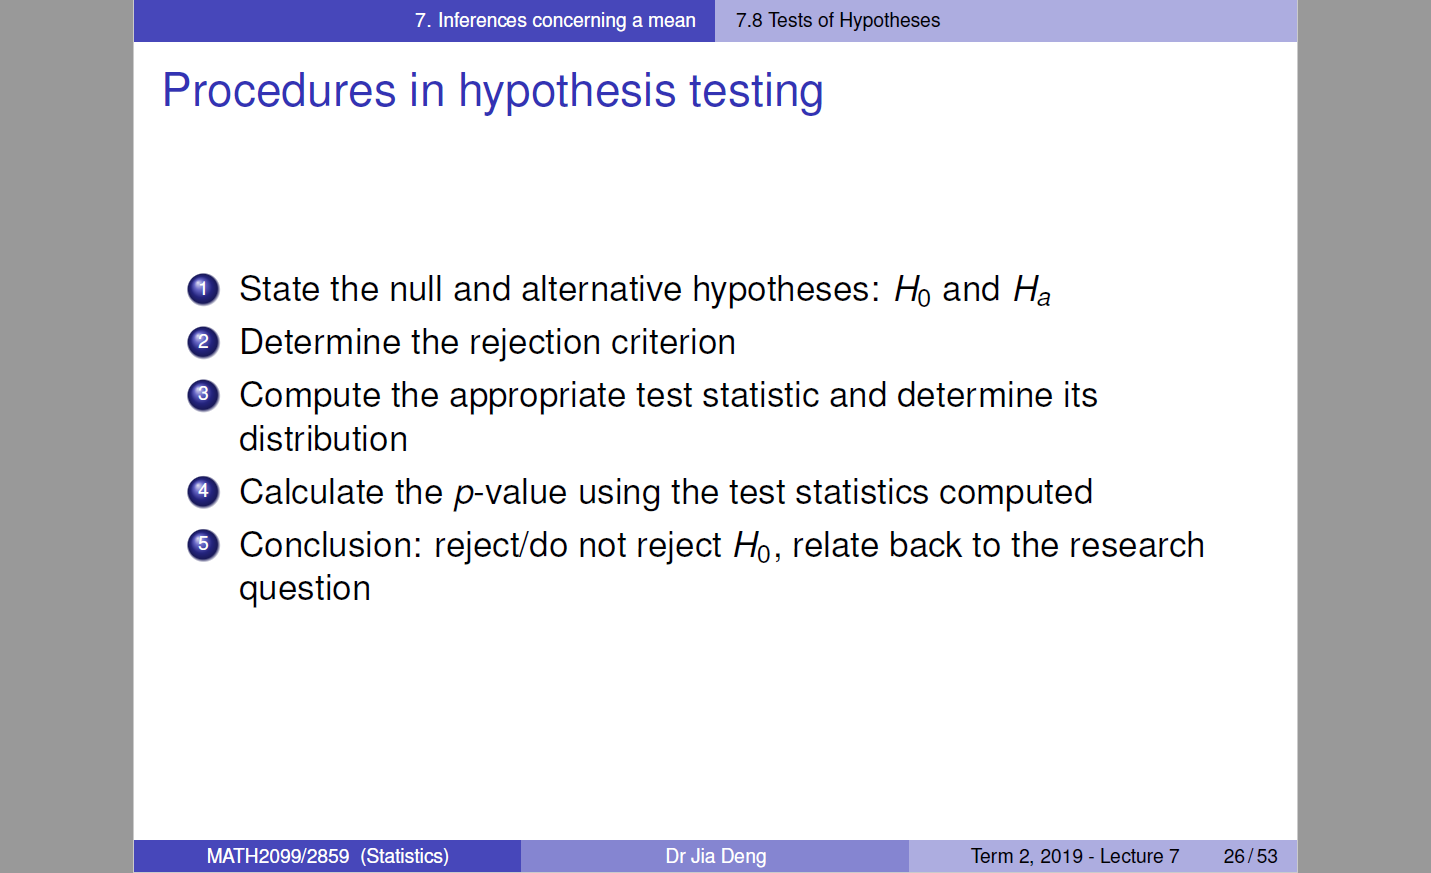 7. Inferences concerning a mean 7.8 Tests of Hypotheses
Procedures in hypothesis testing
1 State the null and alternative hypotheses: H0 and Ha
2 Determine the rejection criterion
3 Compute the appropriate test statistic and determine its
distribution
4 Calculate the p-value using the test statistics computed
5 Conclusion: reject/do not reject H0, relate back to the research
question
MATH2099/2859 (Statistics) Dr Jia Deng Term 2, 2019 - Lecture 7 26/53